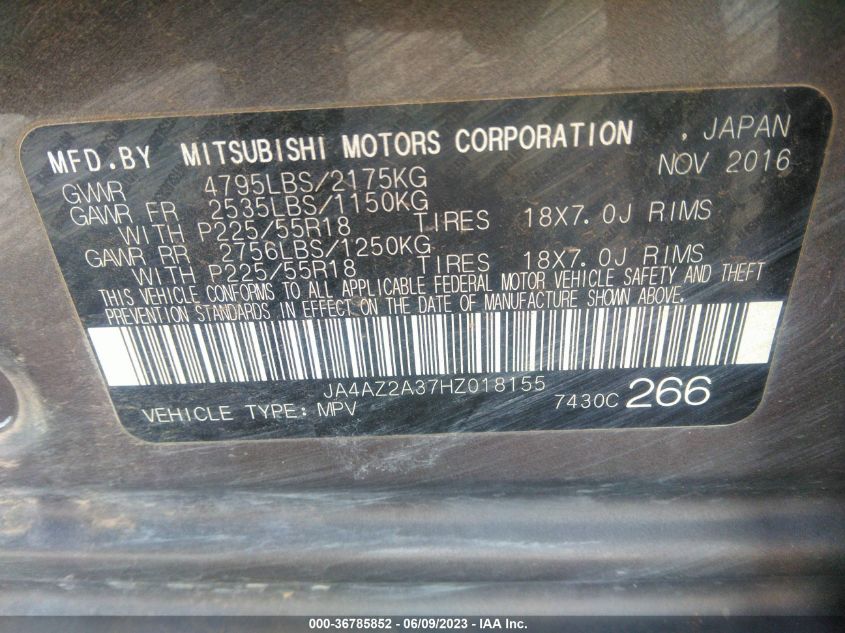 MFD.BY MITSUBISHI MOTORS CORPORATION , JAPAN
NOV 2016
GVWR 4795LBS/2175KG
GAWR FR 2535LBS/1150KG
WITH P225/55R18 TIRES 18X7.0J RIMS
GAWR RR 2756LBS/1250KG
WITH P225/55R18 TIRES 18X7.0J RIMS
THIS VEHICLE CONFORMS TO ALL APPLICABLE FEDERAL MOTOR VEHICLE SAFETY AND THEFT
PREVENTION STANDARDS IN EFFECT ON THE DATE OF MANUFACTURE SHOWN ABOVE.
JA4AZ2A37HZ018155
VEHICLE TYPE: MPV 7430C 266
000-36785852 - 06/09/2023 - IAA Inc.